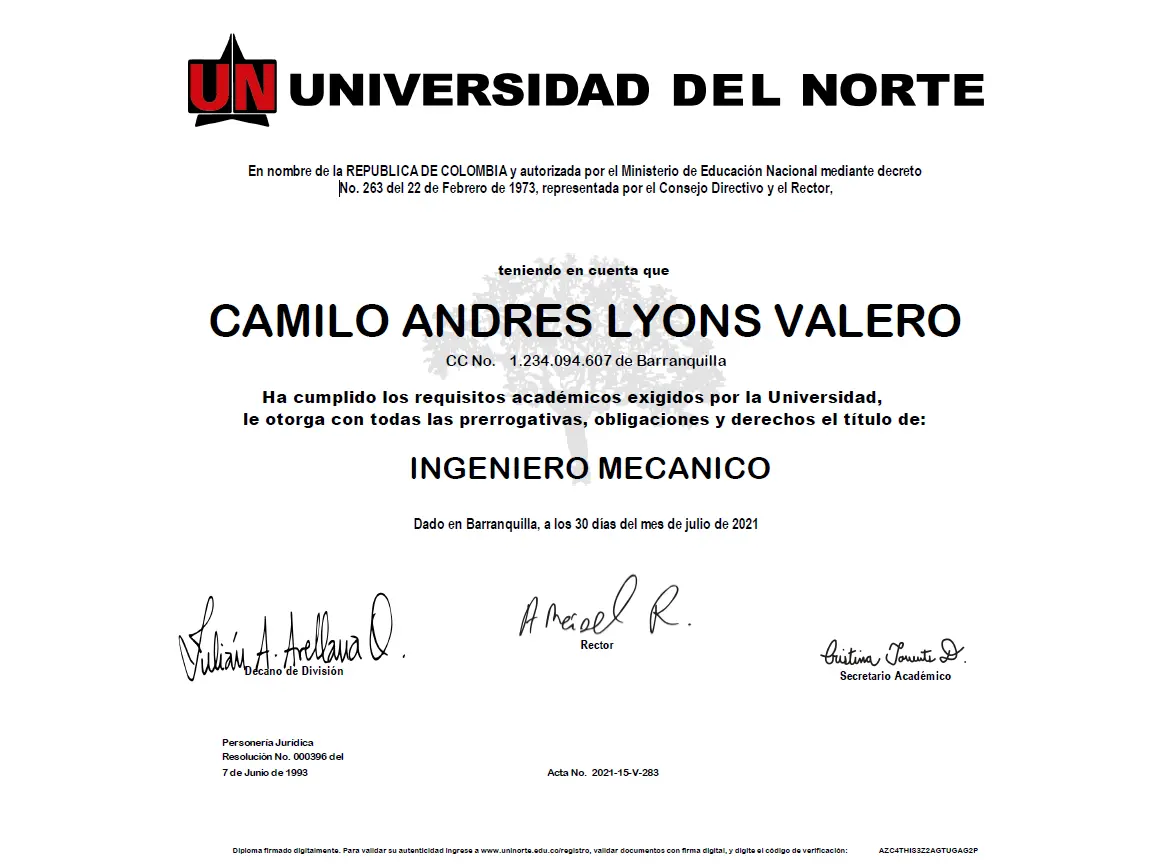 UN UNIVERSIDAD DEL NORTE
En nombre de la REPUBLICA DE COLOMBIA y autorizada por el Ministerio de Educación Nacional mediante decreto
No. 263 del 22 de Febrero de 1973, representada por el Consejo Directivo y el Rector,
teniendo en cuenta que
CAMILO ANDRES LYONS VALERO
CC No. 1.234.094.607 de Barranquilla
Ha cumplido los requisitos académicos exigidos por la Universidad,
le otorga con todas las prerrogativas, obligaciones y derechos el título de:
INGENIERO MECANICO
Dado en Barranquilla, a los 30 días del mes de julio de 2021
Julián A. Arellana O.
Decano de División
Rector
Cristina
Secretario Académico
Personería Jurídica
Resolución No. 000396 del
7 de Junio de 1993
Acta No. 2021-15-V-283
Diploma firmado digitalmente. Para validar su autenticidad ingrese a www.uninorte.edu.co/registro, validar documentos con firma digital, y digite el código de verificación: AZC4THIS3Z2AGTUGAG2P